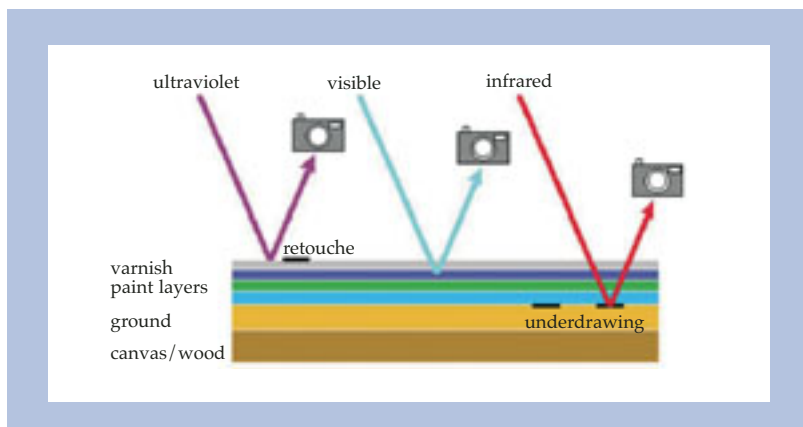 ultraviolet visible infrared
retouche
varnish
paint layers
ground
underdrawing
canvas/wood